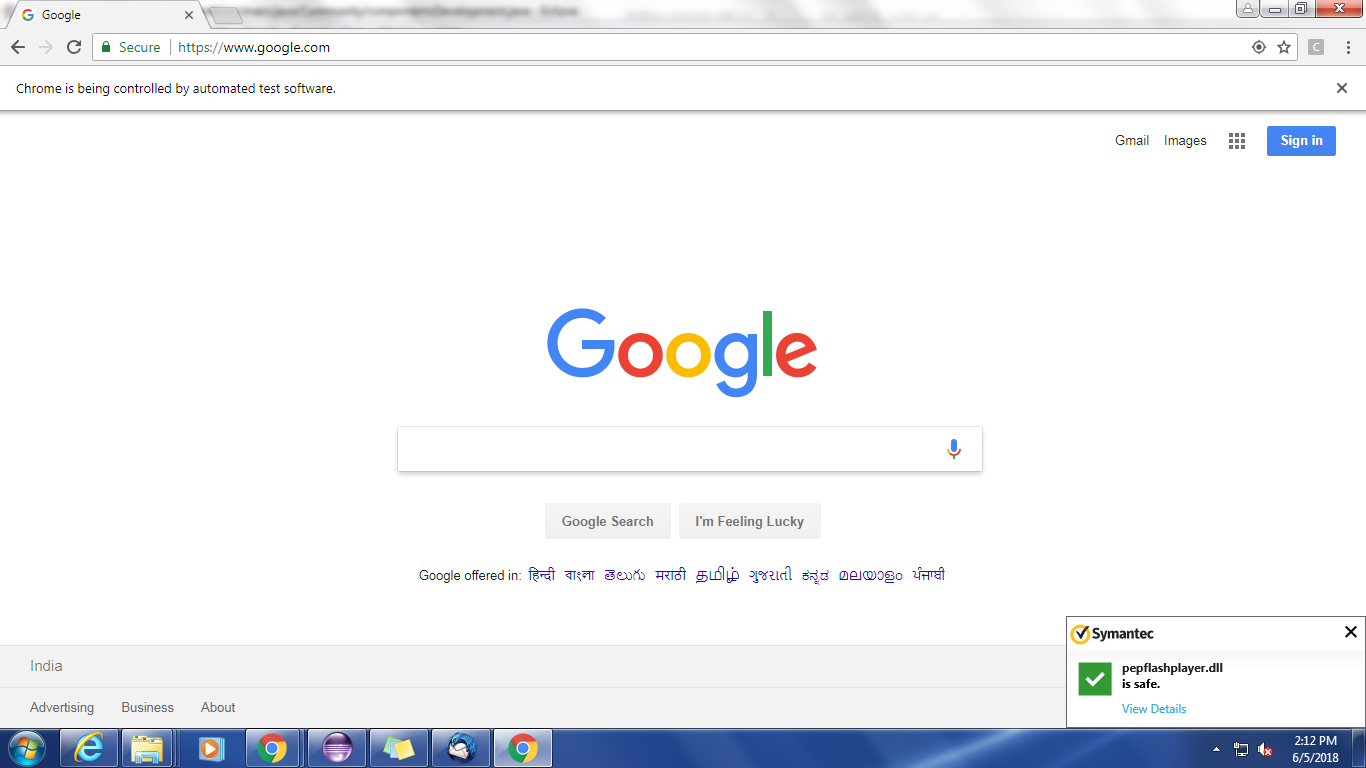 Google
Secure https://www.google.com
C
Chrome is being controlled by automated test software.
Gmail Images Sign in
Google
Google Search I'm Feeling Lucky
Google offered in: हिन्दी বাংলা తెలుగు मराठी தமிழ் ગુજરાતી ಕನ್ನಡ മലയാളം ਪੰਜਾਬੀ
Symantec
pepflashplayer.dll
is safe.
View Details
India
Advertising Business About
2:12 PM
6/5/2018